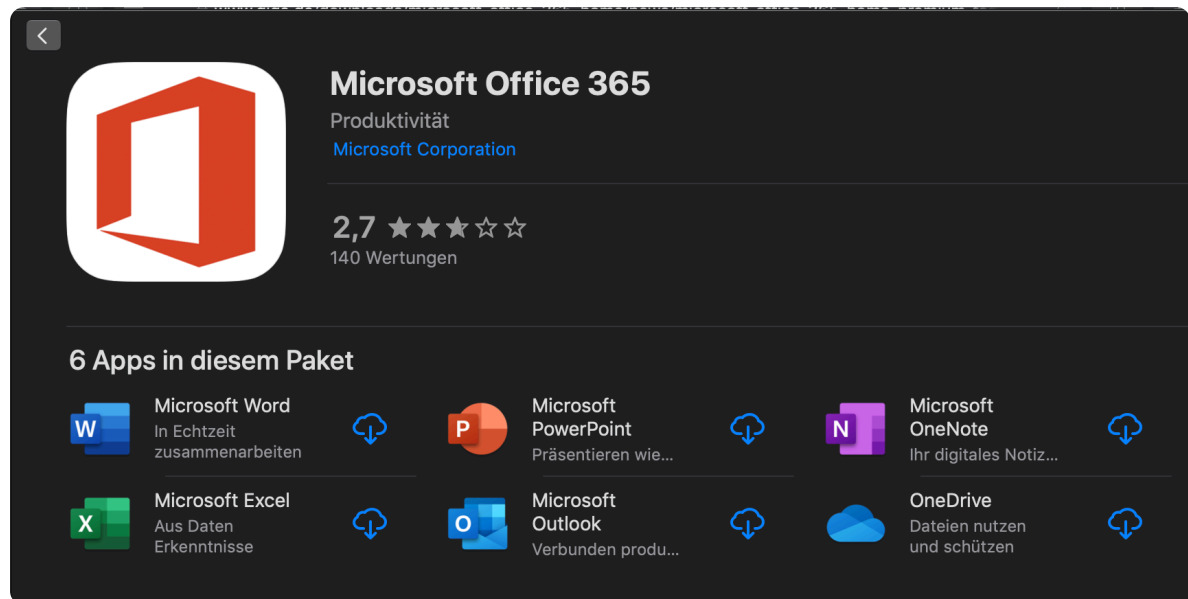 Microsoft Office 365
Produktivität
Microsoft Corporation
2,7
140 Wertungen
6 Apps in diesem Paket
W
Microsoft Word
In Echtzeit
zusammenarbeiten
P
Microsoft
PowerPoint
Präsentieren wie...
N
Microsoft
OneNote
Ihr digitales Notiz...
X
Microsoft Excel
Aus Daten
Erkenntnisse
O
Microsoft
Outlook
Verbunden produ...
OneDrive
Dateien nutzen
und schützen